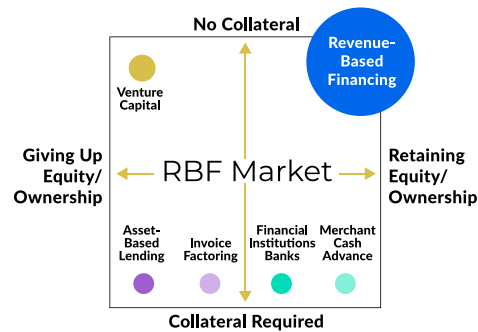 No Collateral
Revenue-
Based
Financing
Venture
Capital
Giving Up
Equity/
Ownership
RBF Market
Retaining
Equity/
Ownership
Asset-
Based
Lending
Invoice
Factoring
Financial
Institutions
Banks
Merchant
Cash
Advance
Collateral Required